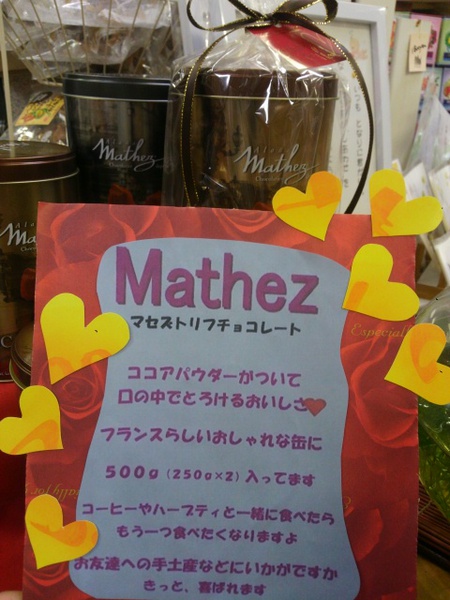 Mathez
Mathez
Ma
Mathez
マセズトリフチョコレート
Especially
ココアパウダーがついて
口の中でとろけるおいしさ
フランスらしいおしゃれな缶に
500g（250g×2）入ってます
コーヒーやハーブティと一緒に食べたら
もう一つ食べたくなりますよ
お友達への手土産などにいかがですか
きっと、喜ばれます